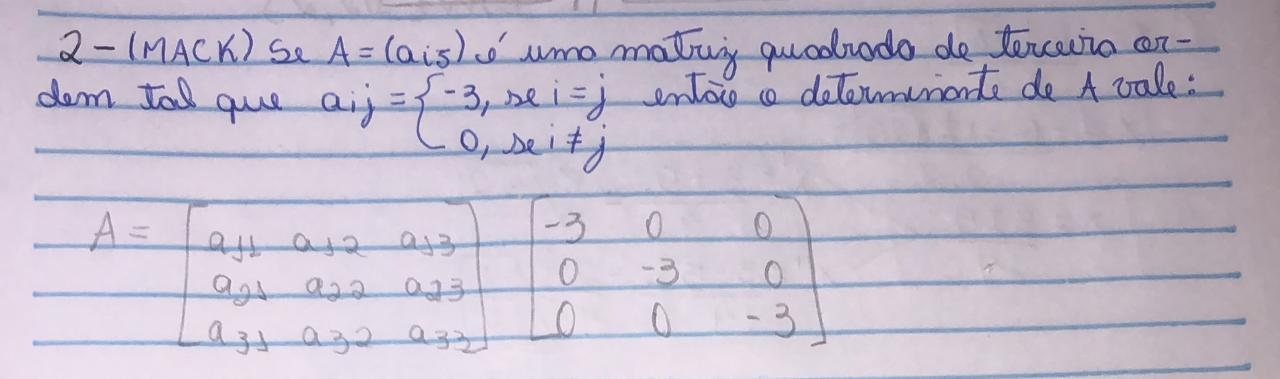 2 - (MACK) Se A = (aij) é uma matriz quadrada de terceira or-
dem tal que aij = { -3, se i = j então o determinante de A vale:
0, se i ≠ j
A = [ a11 a12 a13 ] [ -3 0 0 ]
[ a21 a22 a23 ] [ 0 -3 0 ]
[ a31 a32 a33 ] [ 0 0 -3 ]